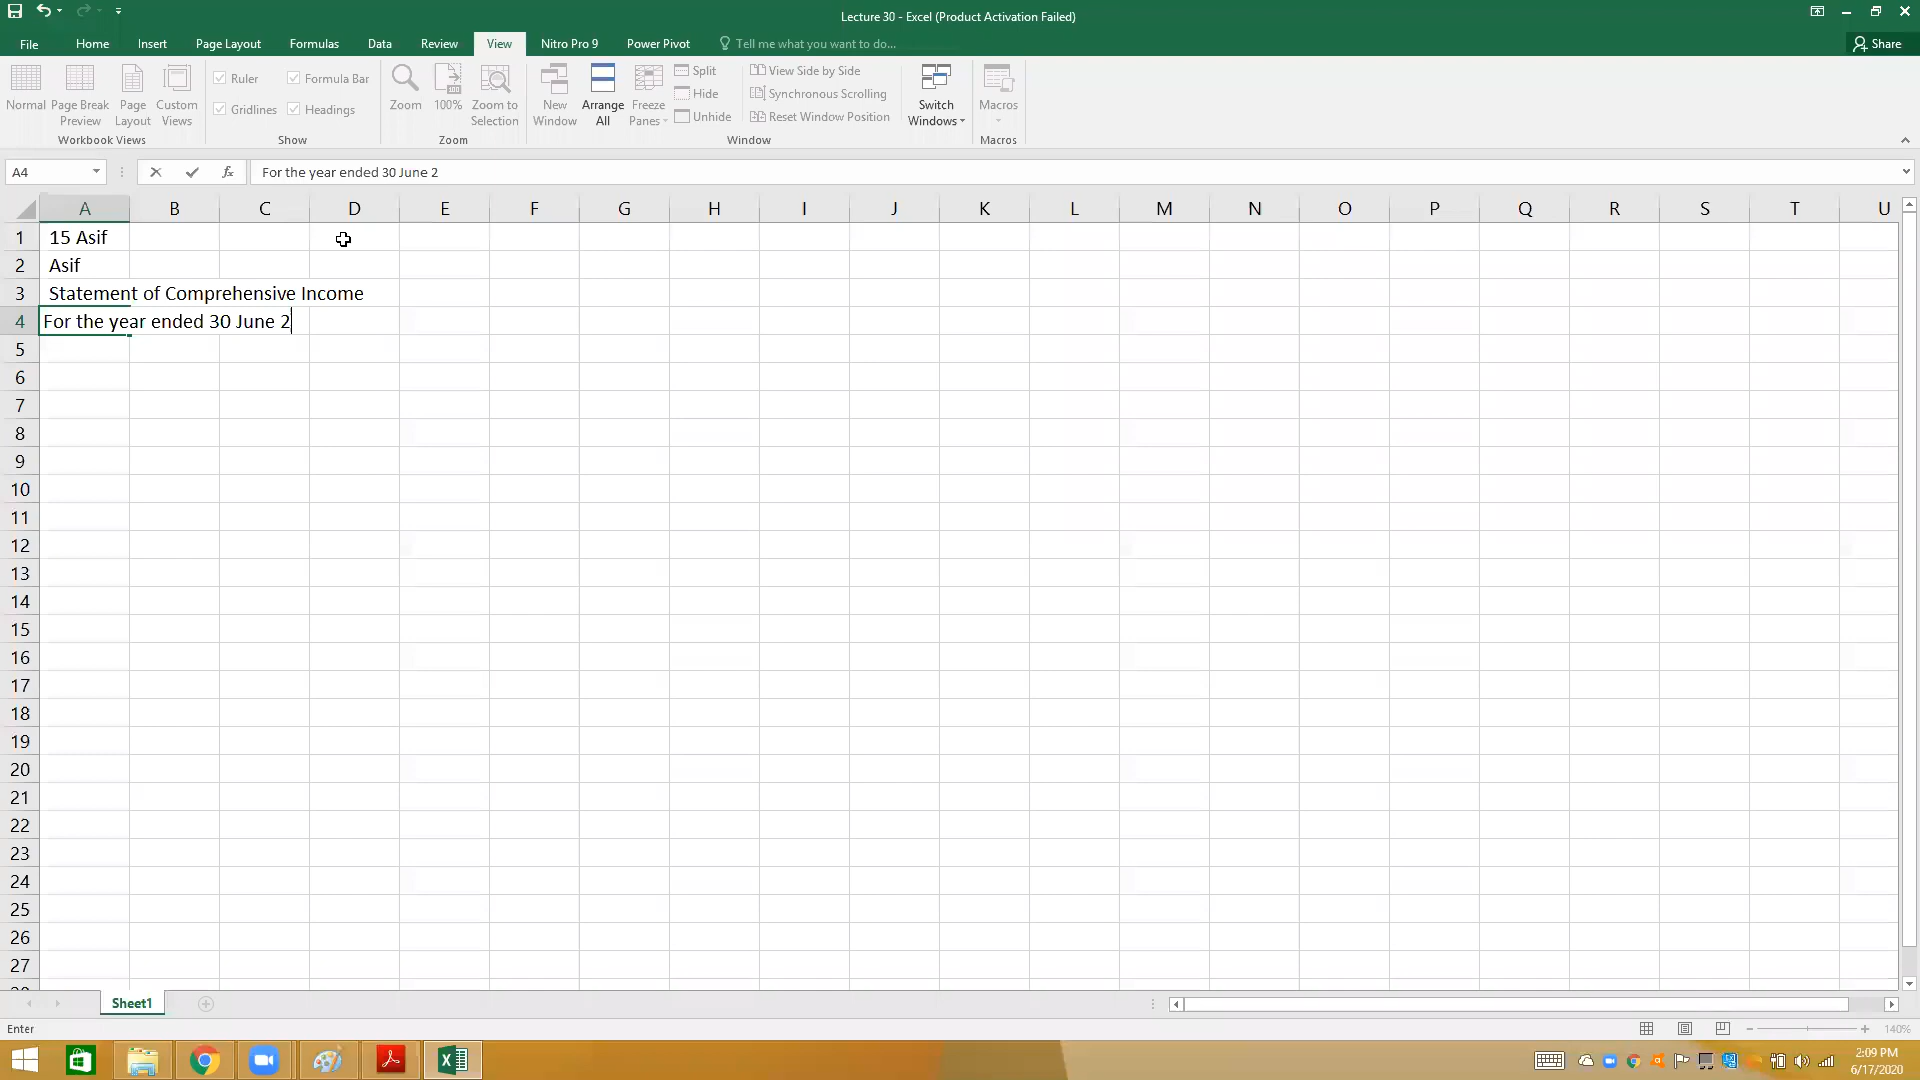 Lecture 30 - Excel (Product Activation Failed)
File Home Insert Page Layout Formulas Data Review View Nitro Pro 9 Power Pivot Tell me what you want to do... Share
Normal Page Break Preview Page Layout Custom Views
Workbook Views
Ruler Formula Bar
Gridlines Headings
Show
Zoom 100% Zoom to Selection
Zoom
New Window Arrange All Freeze Panes
Split
Hide
Unhide
View Side by Side
Synchronous Scrolling
Reset Window Position
Window
Switch Windows
Macros
Macros
A4 fx For the year ended 30 June 2
A B C D E F G H I J K L M N O P Q R S T U
1 15 Asif
2 Asif
3 Statement of Comprehensive Income
4 For the year ended 30 June 2
5
6
7
8
9
10
11
12
13
14
15
16
17
18
19
20
21
22
23
24
25
26
27
Sheet1
Enter 140%
2:09 PM
6/17/2020